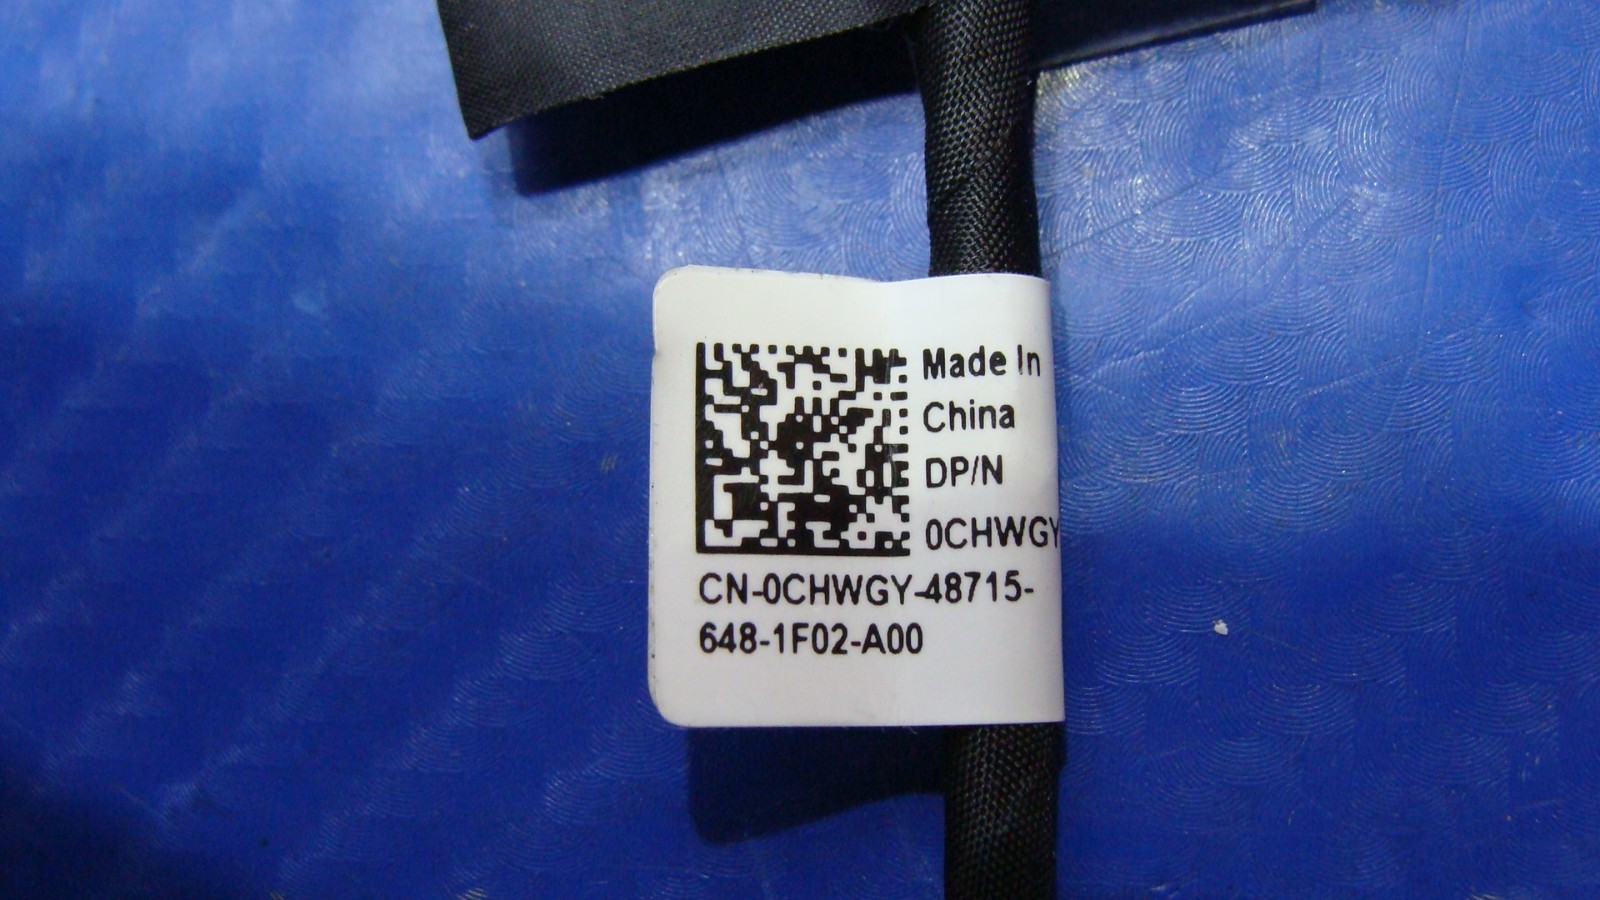 Made In
China
DP/N
0CHWGY
CN-0CHWGY-48715-
648-1F02-A00